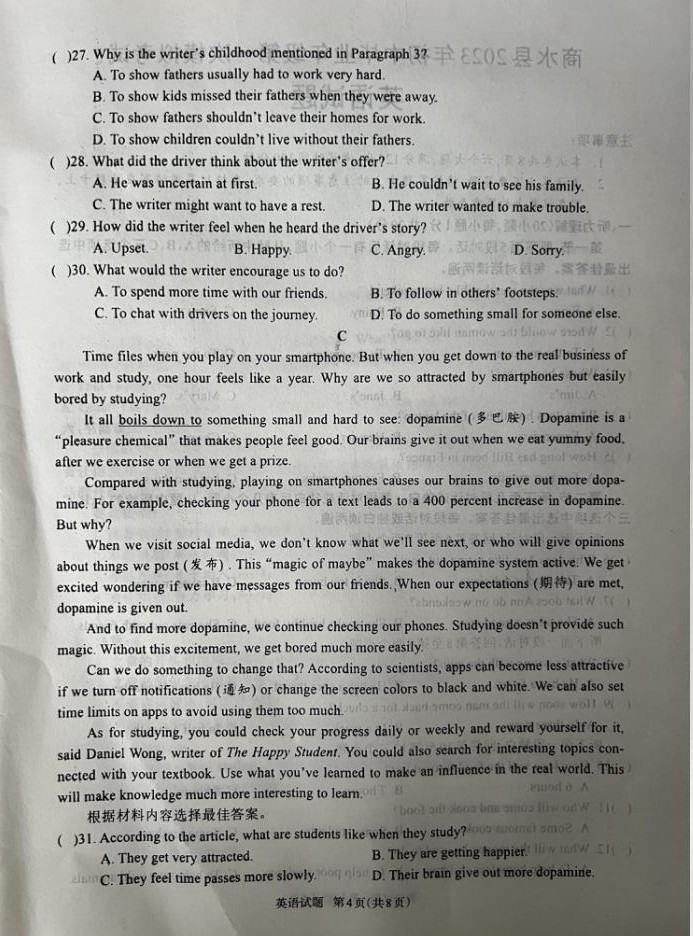 ( )27. Why is the writer's childhood mentioned in Paragraph 3?
A. To show fathers usually had to work very hard.
B. To show kids missed their fathers when they were away.
C. To show fathers shouldn't leave their homes for work.
D. To show children couldn't live without their fathers.
( )28. What did the driver think about the writer's offer?
A. He was uncertain at first. B. He couldn't wait to see his family.
C. The writer might want to have a rest. D. The writer wanted to make trouble.
( )29. How did the writer feel when he heard the driver's story?
A. Upset. B. Happy. C. Angry. D. Sorry.
( )30. What would the writer encourage us to do?
A. To spend more time with our friends. B. To follow in others' footsteps.
C. To chat with drivers on the journey. D. To do something small for someone else.
C
Time files when you play on your smartphone. But when you get down to the real business of
work and study, one hour feels like a year. Why are we so attracted by smartphones but easily
bored by studying?
It all boils down to something small and hard to see: dopamine (多巴胺). Dopamine is a
"pleasure chemical" that makes people feel good. Our brains give it out when we eat yummy food,
after we exercise or when we get a prize.
Compared with studying, playing on smartphones causes our brains to give out more dopa-
mine. For example, checking your phone for a text leads to a 400 percent increase in dopamine.
But why?
When we visit social media, we don't know what we'll see next, or who will give opinions
about things we post (发布). This "magic of maybe" makes the dopamine system active. We get
excited wondering if we have messages from our friends. When our expectations (期待) are met,
dopamine is given out.
And to find more dopamine, we continue checking our phones. Studying doesn't provide such
magic. Without this excitement, we get bored much more easily.
Can we do something to change that? According to scientists, apps can become less attractive
if we turn off notifications (通知) or change the screen colors to black and white. We can also set
time limits on apps to avoid using them too much.
As for studying, you could check your progress daily or weekly and reward yourself for it,
said Daniel Wong, writer of The Happy Student. You could also search for interesting topics con-
nected with your textbook. Use what you've learned to make an influence in the real world. This
will make knowledge much more interesting to learn.
根据材料内容选择最佳答案。
( )31. According to the article, what are students like when they study?
A. They get very attracted. B. They are getting happier.
C. They feel time passes more slowly. D. Their brain give out more dopamine.
英语试题 第4页(共8页)